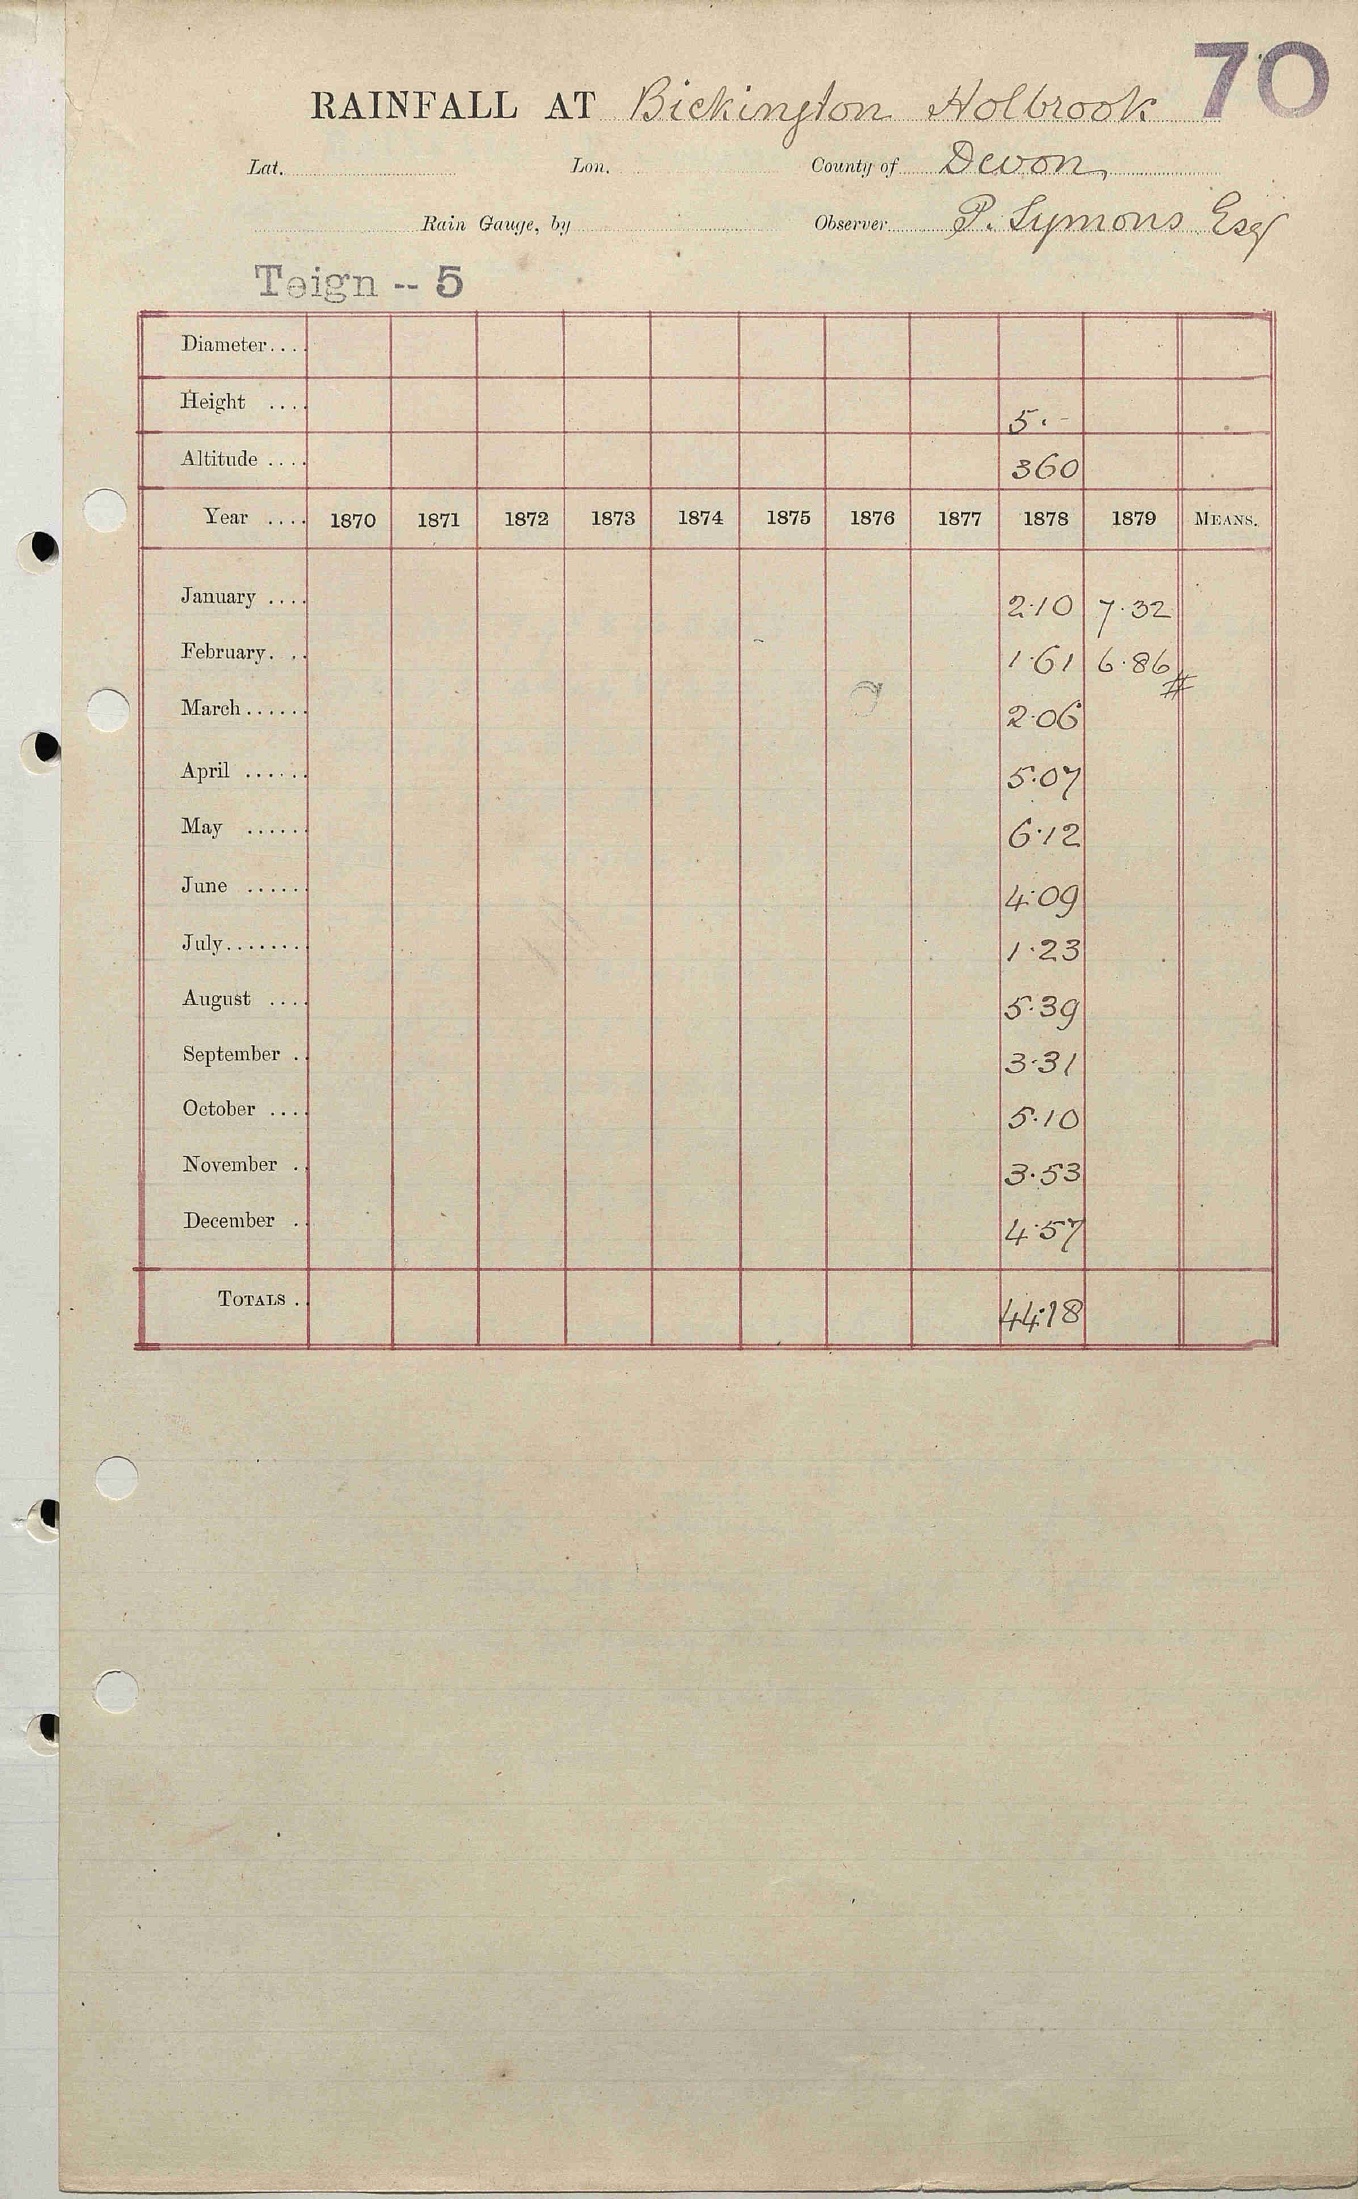 70
RAINFALL AT Bickington Holbrook
Lat. Lon. County of Devon,
Rain Gauge, by Observer P. Symons Esq
Teign -- 5
Diameter....
Height .... 5.-
Altitude .... 360
Year .... 1870 1871 1872 1873 1874 1875 1876 1877 1878 1879 MEANS.
January .... 2.10 7.32
February. .. 1.61 6.86 #
March...... 2.06
April ...... 5.07
May ...... 6.12
June ...... 4.09
July........ 1.23
August .... 5.39
September .. 3.31
October .... 5.10
November .. 3.53
December .. 4.57
TOTALS .. 44.18